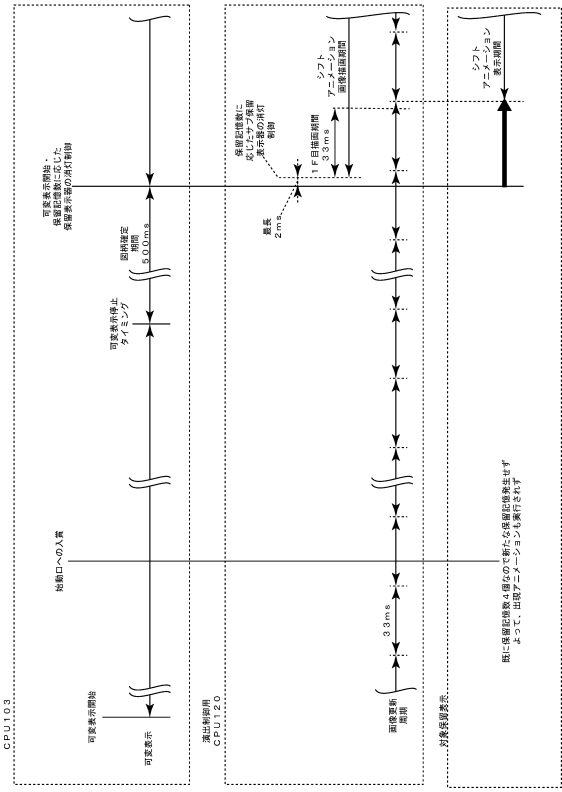 CPU103
可変表示開始
可変表示
始動口への入賞
可変表示停止
タイミング
図柄確定
期間
500ms
可変表示開始・
保留記憶数に応じた
保留表示器の消灯制御
演出制御用
CPU120
画像更新
周期
33ms
最長
2ms
保留記憶数に
応じたサブ保留
表示器の消灯
制御
1F目描画期間
33ms
シフト
アニメーション
画像描画期間
対象保留表示
既に保留記憶数4個なので新たな保留記憶発生せず
よって、出現アニメーションも実行されず
シフト
アニメーション
表示期間